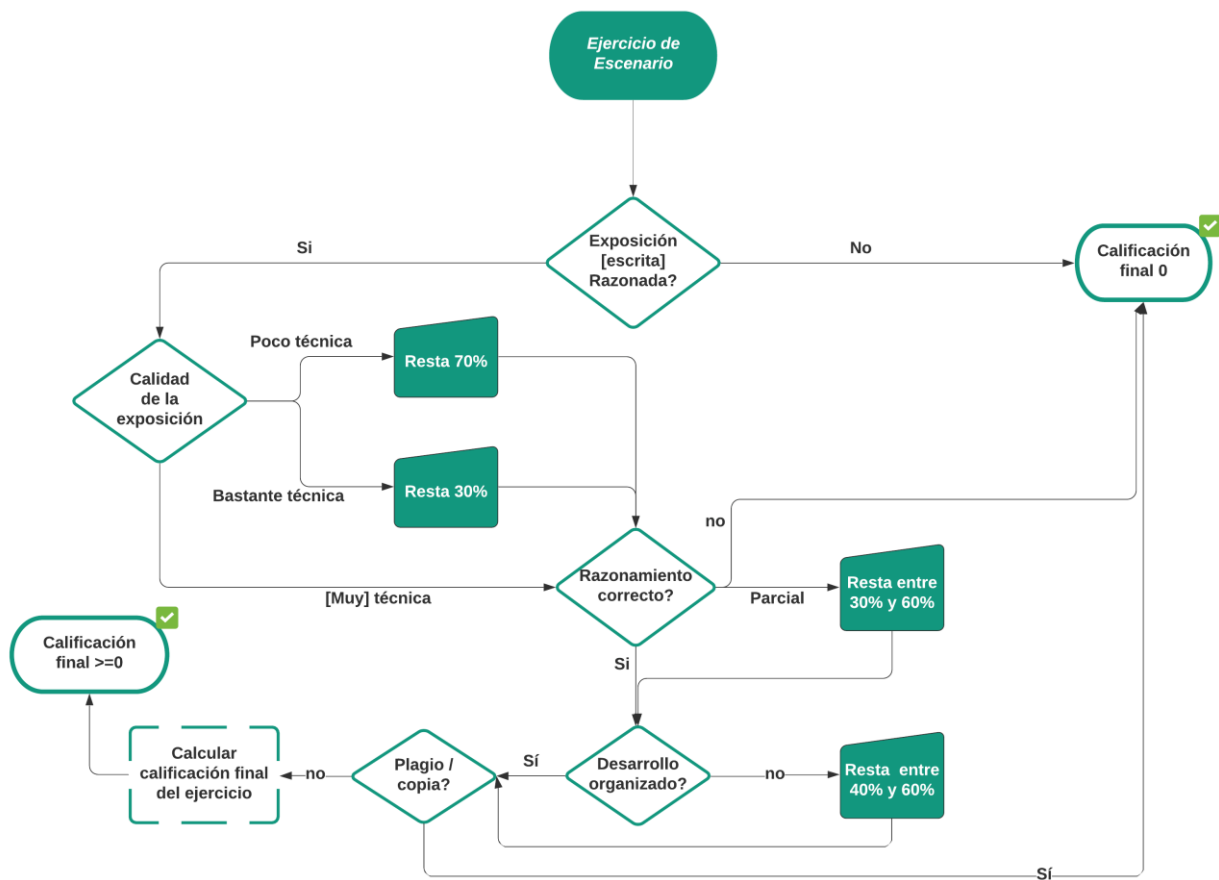 Ejercicio de
Escenario
Exposición
[escrita]
Razonada?
Si
No
Calificación
final 0
Calidad
de la
exposición
Poco técnica
Resta 70%
Bastante técnica
Resta 30%
[Muy] técnica
Razonamiento
correcto?
no
Parcial
Resta entre
30% y 60%
Si
Desarrollo
organizado?
no
Resta entre
40% y 60%
Sí
Plagio /
copia?
Sí
no
Calcular
calificación final
del ejercicio
Calificación
final >=0